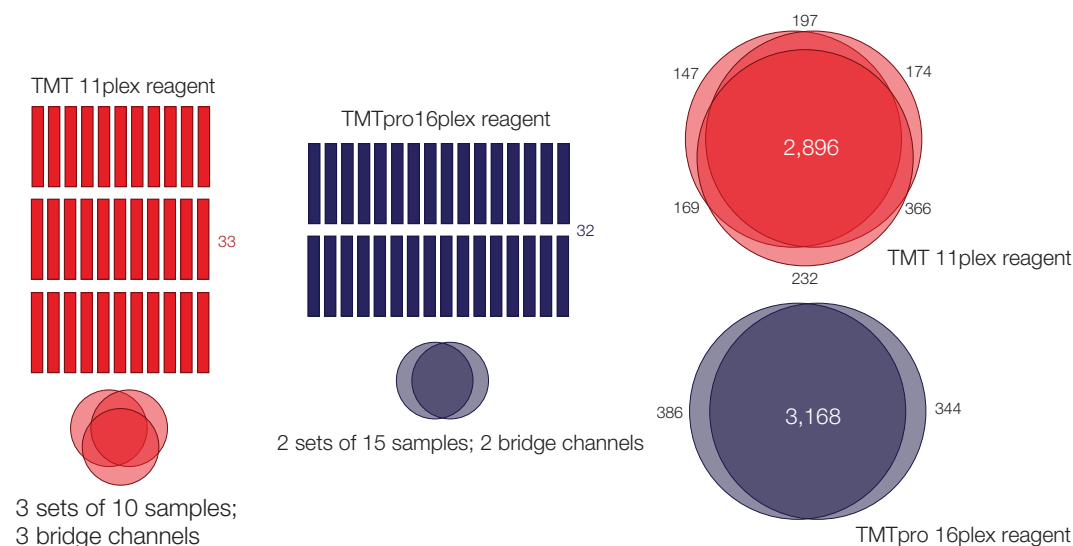 TMT 11plex reagent
33
3 sets of 10 samples;
3 bridge channels
TMTpro16plex reagent
32
2 sets of 15 samples; 2 bridge channels
197
147
174
2,896
169
366
232
TMT 11plex reagent
386
3,168
344
TMTpro 16plex reagent